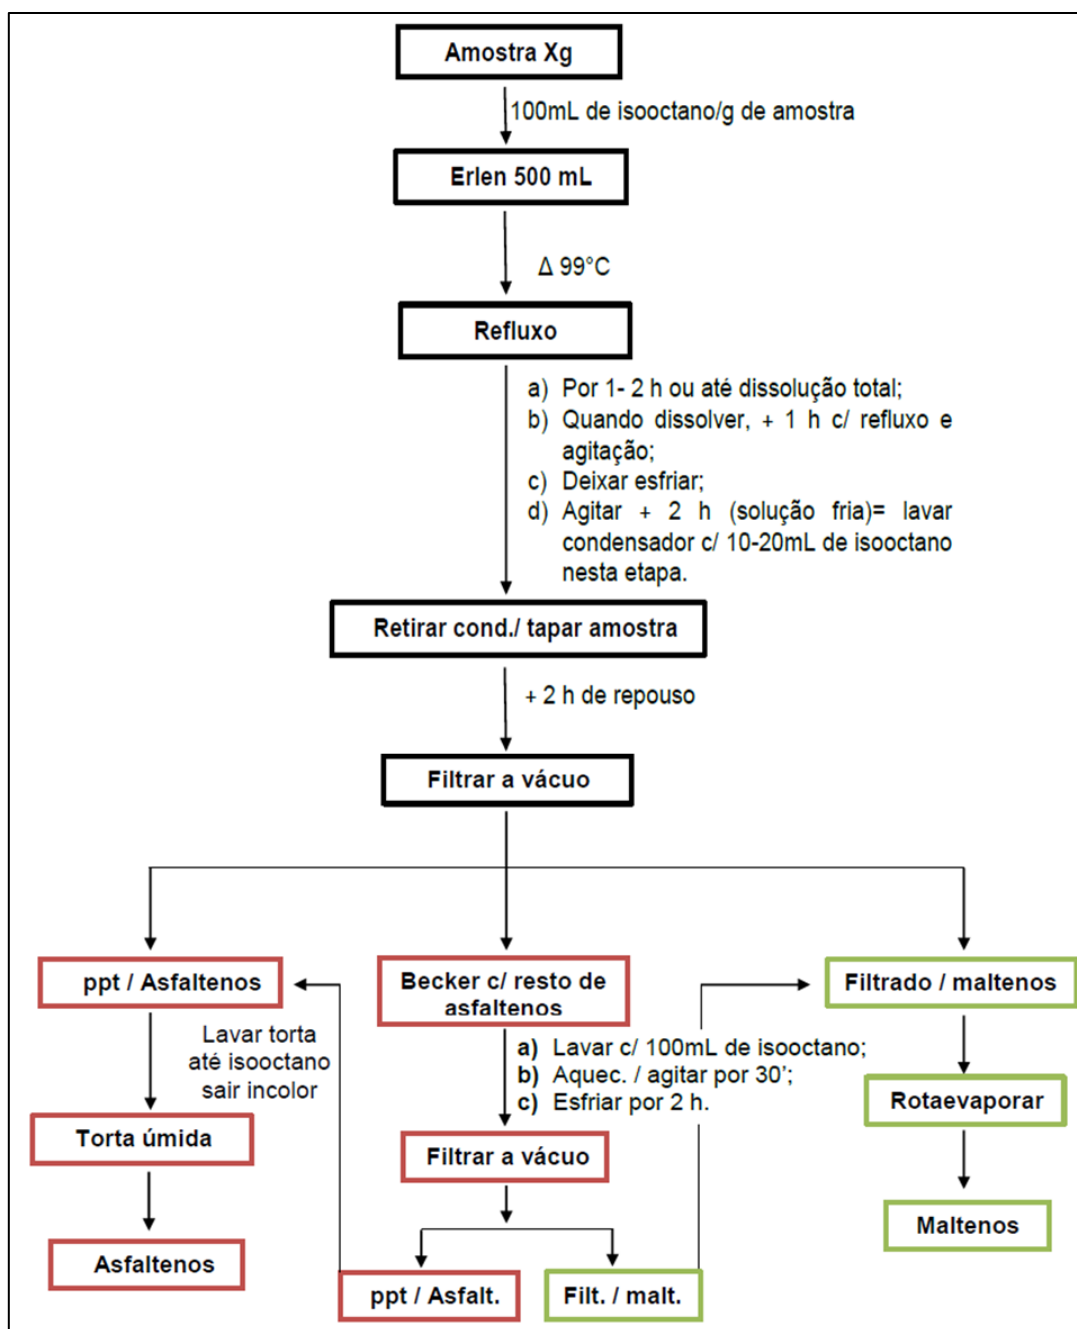 Amostra Xg
100mL de isooctano/g de amostra
Erlen 500 mL
Δ 99°C
Refluxo
a) Por 1- 2 h ou até dissolução total;
b) Quando dissolver, + 1 h c/ refluxo e
agitação;
c) Deixar esfriar;
d) Agitar + 2 h (solução fria)= lavar
condensador c/ 10-20mL de isooctano
nesta etapa.
Retirar cond./ tapar amostra
+ 2 h de repouso
Filtrar a vácuo
ppt / Asfaltenos
Becker c/ resto de
asfaltenos
Filtrado / maltenos
Lavar torta
até isooctano
sair incolor
a) Lavar c/ 100mL de isooctano;
b) Aquec. / agitar por 30’;
c) Esfriar por 2 h.
Rotaevaporar
Torta úmida
Filtrar a vácuo
Maltenos
Asfaltenos
ppt / Asfalt.
Filt. / malt.